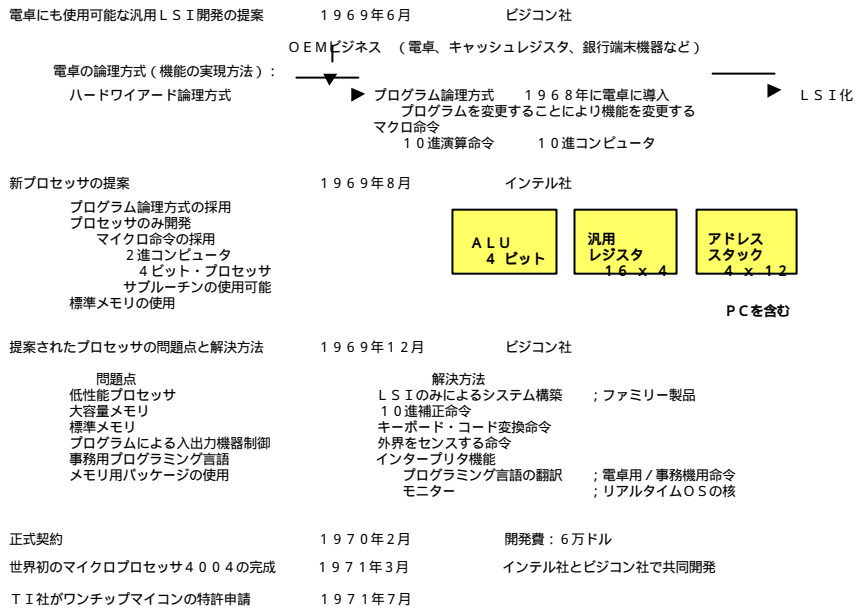 電卓にも使用可能な汎用ＬＳＩ開発の提案　１９６９年６月　ビジコン社
ＯＥＭビジネス　（電卓、キャッシュレジスタ、銀行端末機器など）
電卓の論理方式（機能の実現方法）：
ハードワイアード論理方式　プログラム論理方式　１９６８年に電卓に導入　ＬＳＩ化
プログラムを変更することにより機能を変更する
マクロ命令
１０進演算命令　１０進コンピュータ
新プロセッサの提案　１９６９年８月　インテル社
プログラム論理方式の採用
プロセッサのみ開発
マイクロ命令の採用
２進コンピュータ
４ビット・プロセッサ
サブルーチンの使用可能
標準メモリの使用
ＡＬＵ
４ ビット
汎用
レジスタ
１６ ｘ ４
アドレス
スタック
４ ｘ １２
ＰＣを含む
提案されたプロセッサの問題点と解決方法　１９６９年１２月　ビジコン社
問題点　解決方法
低性能プロセッサ　ＬＳＩのみによるシステム構築　；ファミリー製品
大容量メモリ　１０進補正命令
標準メモリ　キーボード・コード変換命令
プログラムによる入出力機器制御　外界をセンスする命令
事務用プログラミング言語　インタープリタ機能
メモリ用パッケージの使用　プログラミング言語の翻訳　；電卓用／事務機用命令
モニター　；リアルタイムＯＳの核
正式契約　１９７０年２月　開発費：６万ドル
世界初のマイクロプロセッサ４００４の完成　１９７１年３月　インテル社とビジコン社で共同開発
ＴＩ社がワンチップマイコンの特許申請　１９７１年７月